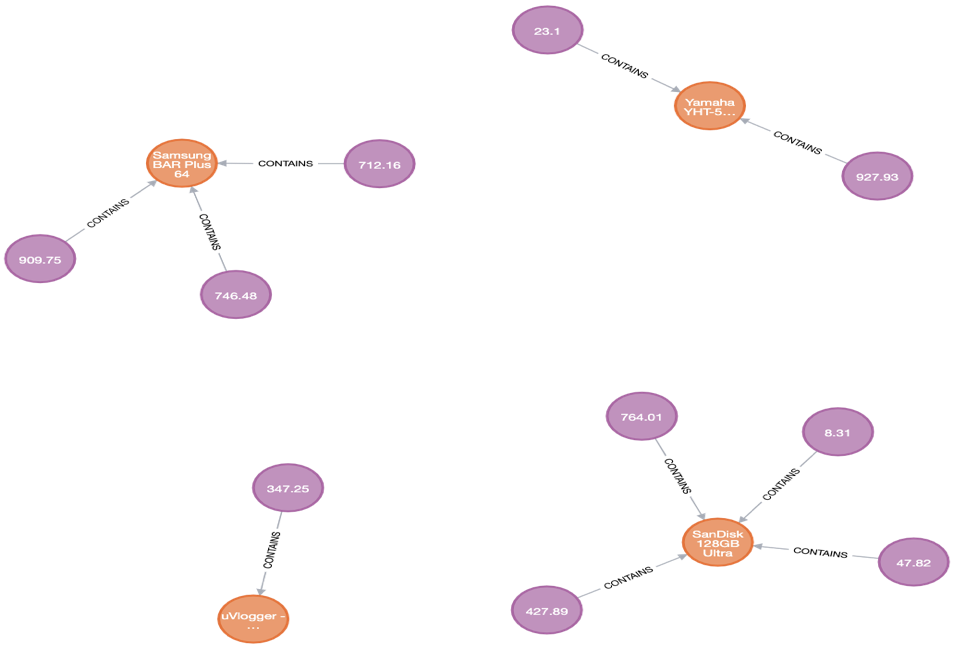 23.1
CONTAINS
Yamaha
YHT-5...
CONTAINS
927.93
Samsung
BAR Plus
64
CONTAINS
712.16
CONTAINS
909.75
CONTAINS
746.48
347.25
CONTAINS
uVlogger -
...
764.01
8.31
CONTAINS
CONTAINS
SanDisk
128GB
Ultra
CONTAINS
47.82
CONTAINS
427.89